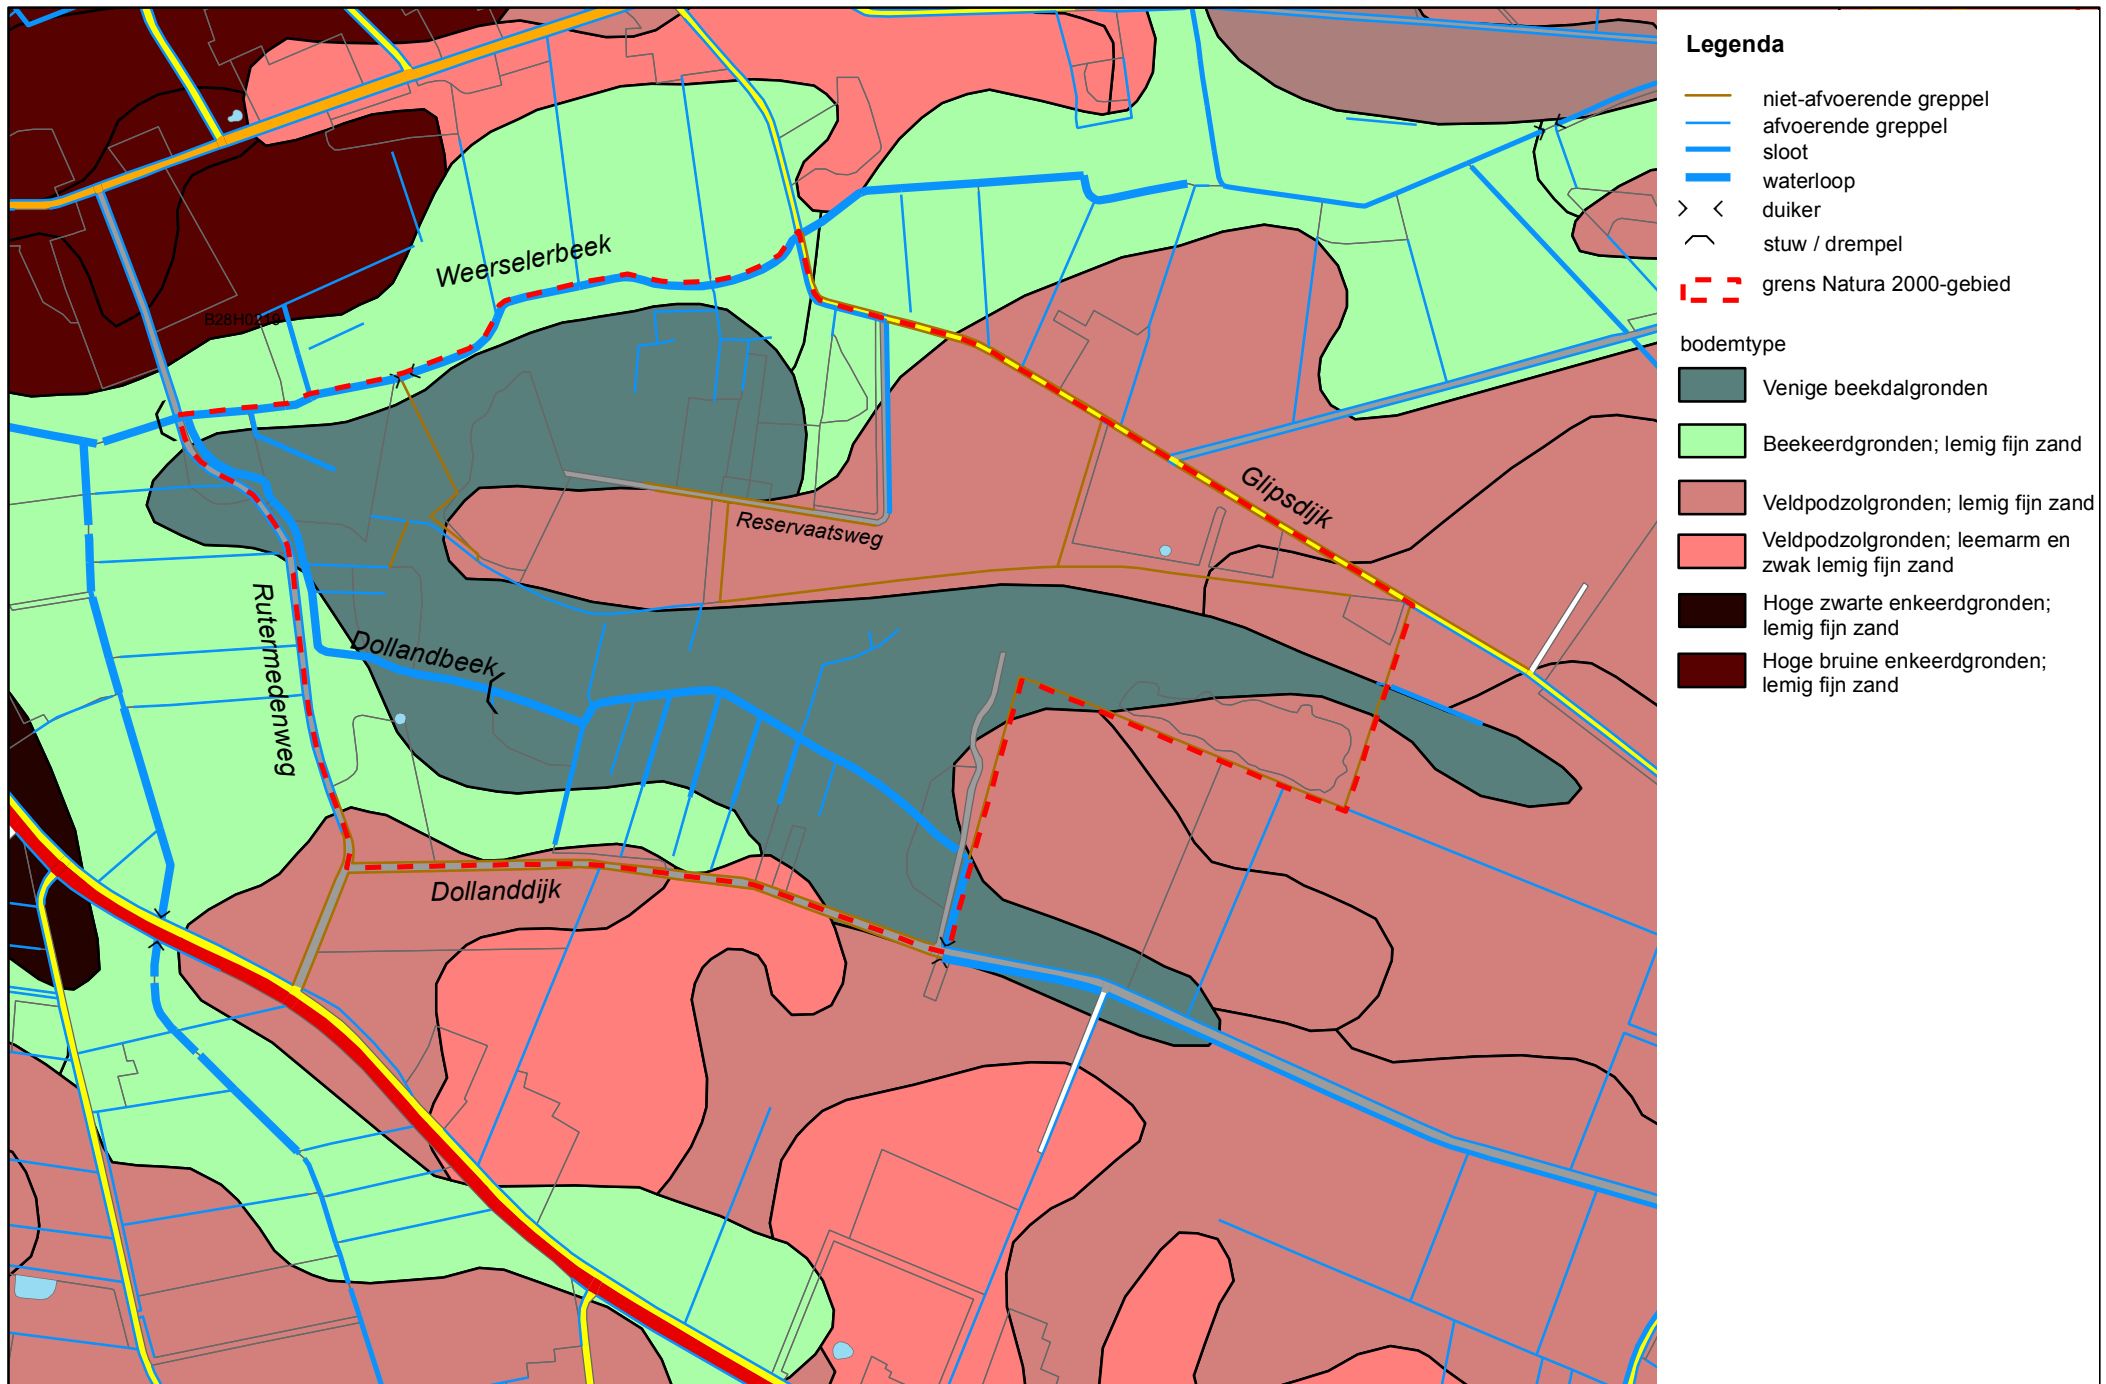 Legenda
niet-afvoerende greppel
afvoerende greppel
sloot
waterloop
duiker
stuw / drempel
grens Natura 2000-gebied
bodemtype
Venige beekdalgronden
Beekeerdgronden; lemig fijn zand
Veldpodzolgronden; lemig fijn zand
Veldpodzolgronden; leemarm en
zwak lemig fijn zand
Hoge zwarte enkeerdgronden;
lemig fijn zand
Hoge bruine enkeerdgronden;
lemig fijn zand
Weerselerbeek
B28H0219
Glipsdijk
Reservaatsweg
Rutermedenweg
Dollandbeek
Dollanddijk